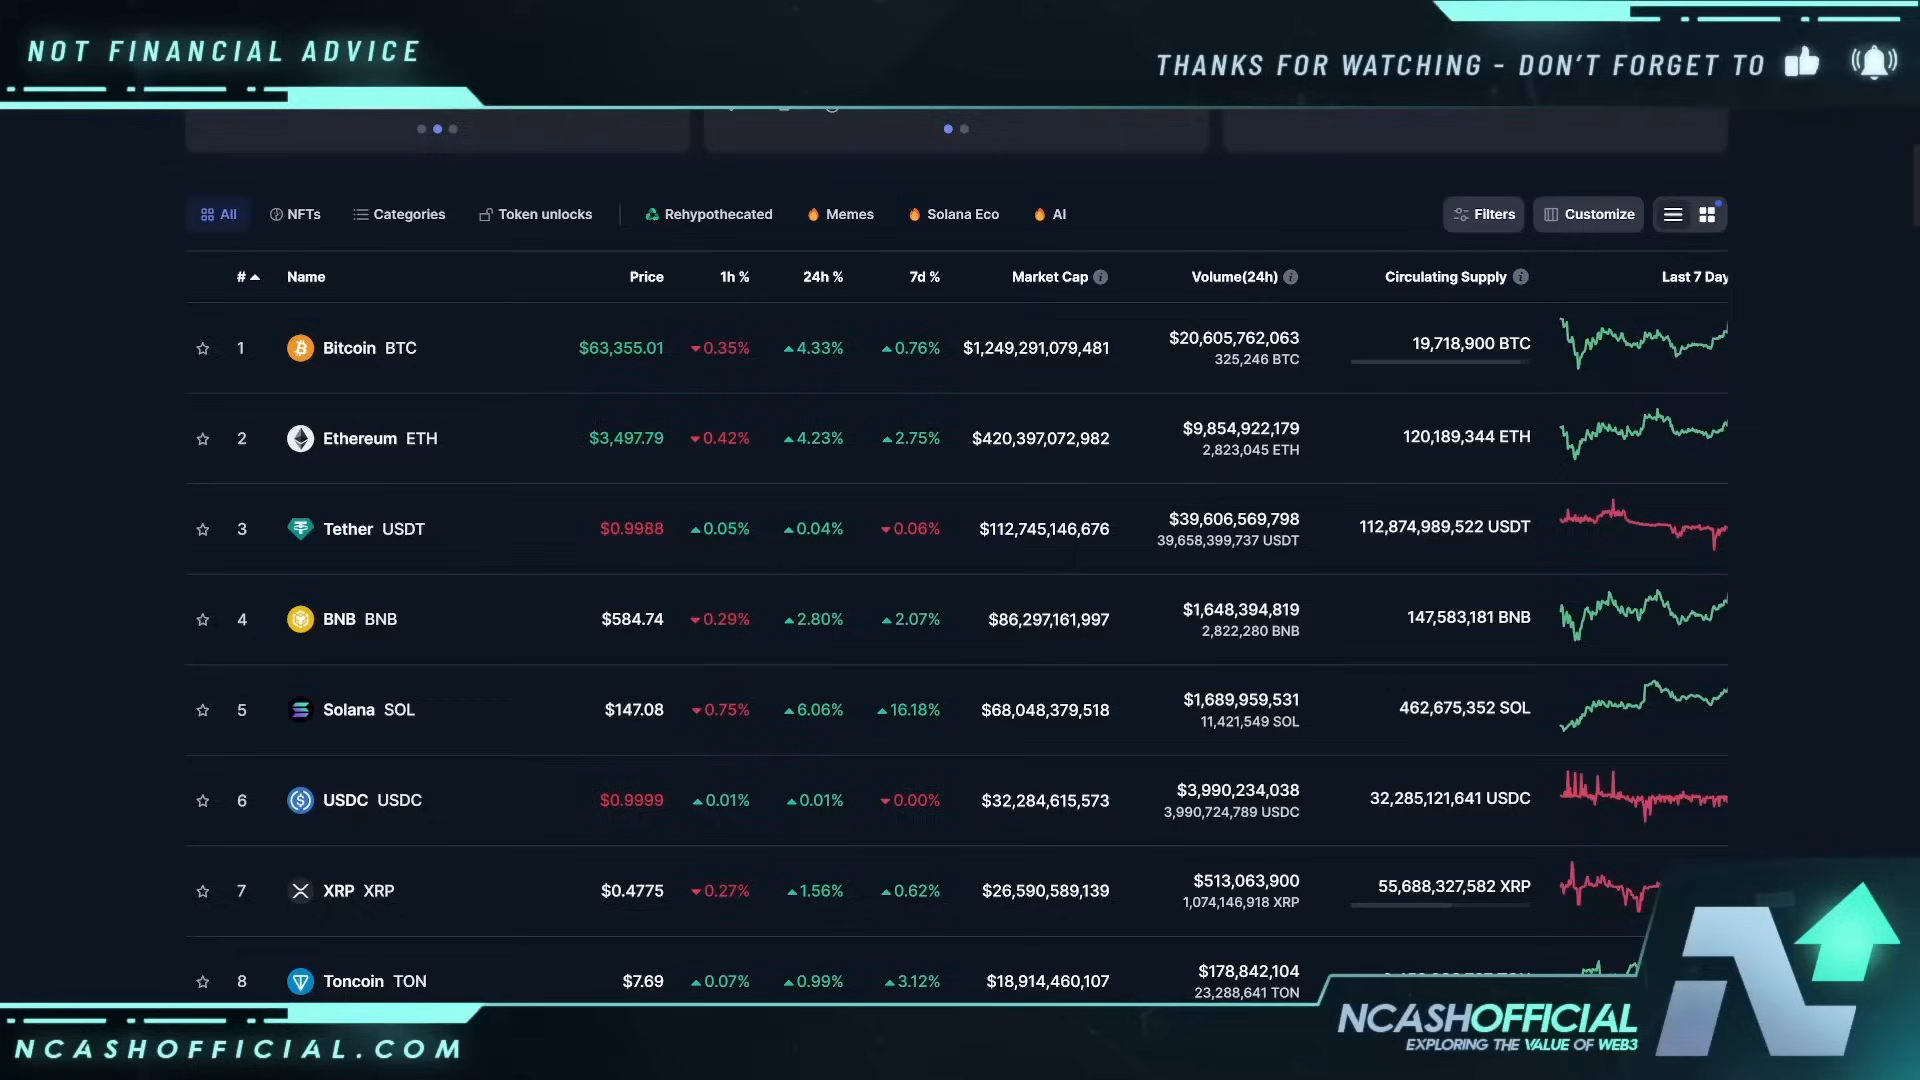 NOT FINANCIAL ADVICE
THANKS FOR WATCHING - DON'T FORGET TO
All NFTs Categories Token unlocks Rehypothecated Memes Solana Eco AI Filters Customize
# Name Price 1h % 24h % 7d % Market Cap Volume(24h) Circulating Supply Last 7 Day
1 Bitcoin BTC $63,355.01 0.35% 4.33% 0.76% $1,249,291,079,481 $20,605,762,063 19,718,900 BTC
325,246 BTC
2 Ethereum ETH $3,497.79 0.42% 4.23% 2.75% $420,397,072,982 $9,854,922,179 120,189,344 ETH
2,823,045 ETH
3 Tether USDT $0.9988 0.05% 0.04% 0.06% $112,745,146,676 $39,606,569,798 112,874,989,522 USDT
39,658,399,737 USDT
4 BNB BNB $584.74 0.29% 2.80% 2.07% $86,297,161,997 $1,648,394,819 147,583,181 BNB
2,822,280 BNB
5 Solana SOL $147.08 0.75% 6.06% 16.18% $68,048,379,518 $1,689,959,531 462,675,352 SOL
11,421,549 SOL
6 USDC USDC $0.9999 0.01% 0.01% 0.00% $32,284,615,573 $3,990,234,038 32,285,121,641 USDC
3,990,724,789 USDC
7 XRP XRP $0.4775 0.27% 1.56% 0.62% $26,590,589,139 $513,063,900 55,688,327,582 XRP
1,074,146,918 XRP
8 Toncoin TON $7.69 0.07% 0.99% 3.12% $18,914,460,107 $178,842,104
23,288,641 TON
NCASHOFFICIAL
EXPLORING THE VALUE OF WEB3
NCASHOFFICIAL.COM